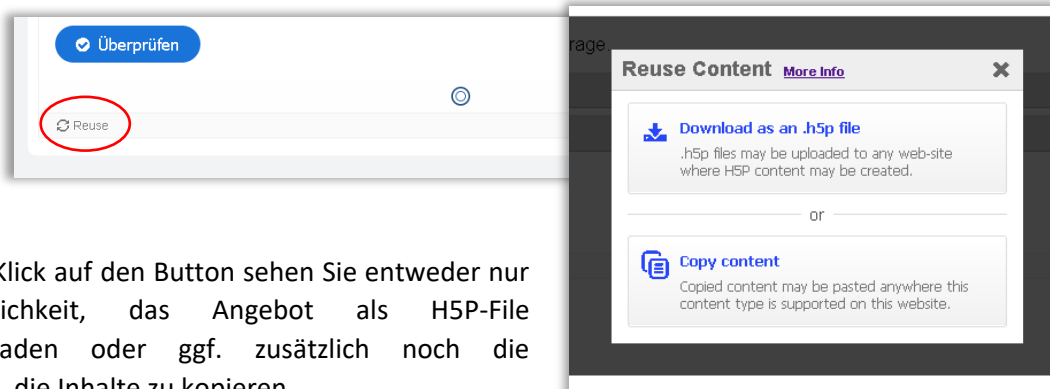 Überprüfen
Reuse
rage.
Reuse Content More Info
Download as an .h5p file
.h5p files may be uploaded to any web-site
where H5P content may be created.
or
Copy content
Copied content may be pasted anywhere this
content type is supported on this website.
Klick auf den Button sehen Sie entweder nur
ichkeit, das Angebot als H5P-File
aden oder ggf. zusätzlich noch die
die Inhalte zu kopieren